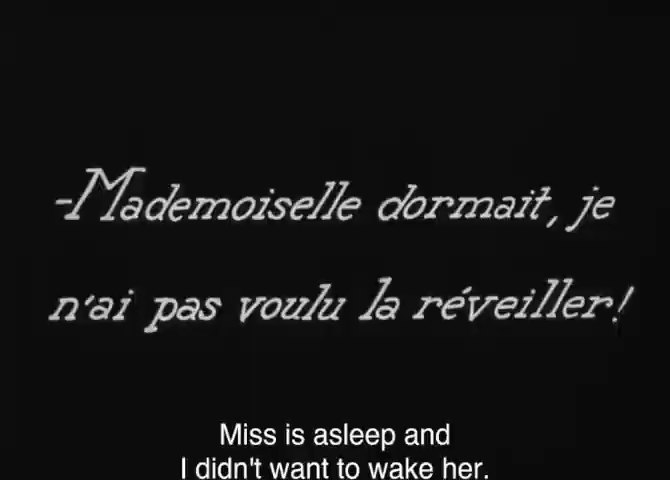 -Mademoiselle dormait, je
n'ai pas voulu la réveiller!
Miss is asleep and
I didn't want to wake her.